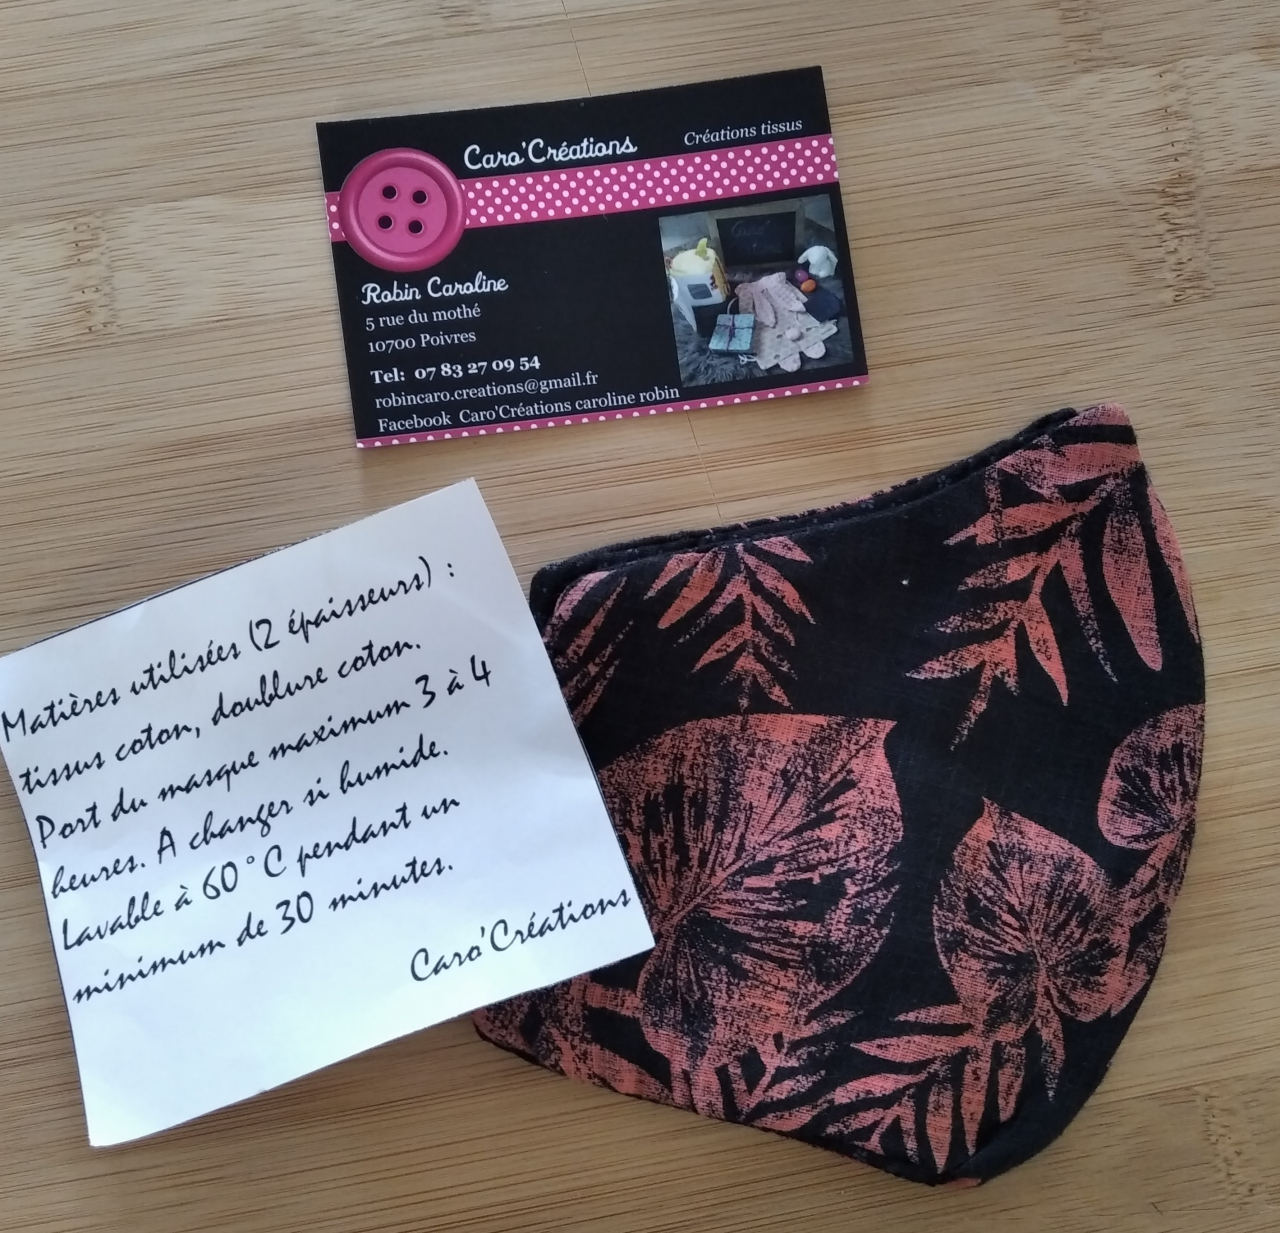 Caro'Créations
Créations tissus
Robin Caroline
5 rue du mothé
10700 Poivres
Tel: 07 83 27 09 54
robincaro.creations@gmail.fr
Facebook Caro'Créations caroline robin
Matières utilisées (2 épaisseurs) :
tissus coton, doublure coton.
Port du masque maximum 3 à 4
heures. A changer si humide.
Lavable à 60°C pendant un
minimum de 30 minutes.
Caro'Créations